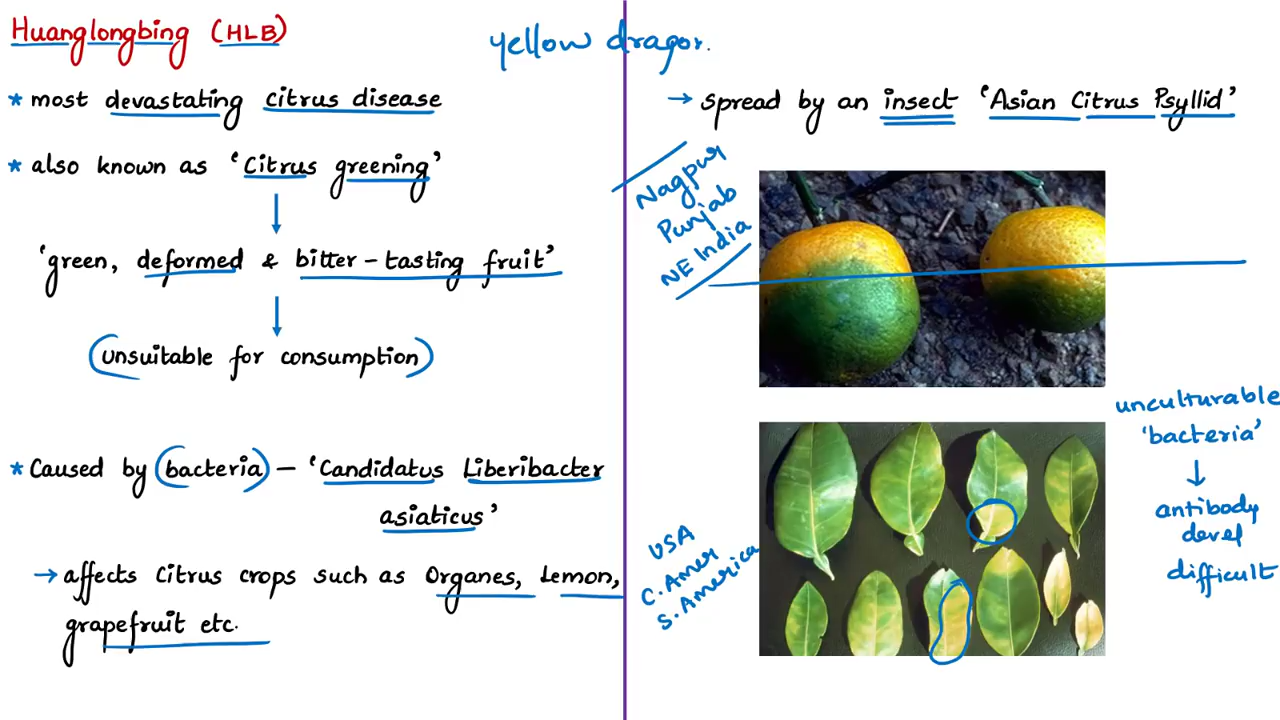 Huanglongbing (HLB)
yellow dragon.
* most devastating citrus disease
* also known as 'Citrus greening'
'green, deformed & bitter-tasting fruit'
(unsuitable for consumption)
* Caused by (bacteria) – 'Candidatus Liberibacter
asiaticus'
→ affects Citrus crops such as Organes, Lemon,
grapefruit etc.
→ spread by an insect 'Asian Citrus Psyllid'
Nagpur
Punjab
NE India
unculturable
'bacteria'
↓
antibody
devel
difficult
USA
C. Amer
S. America